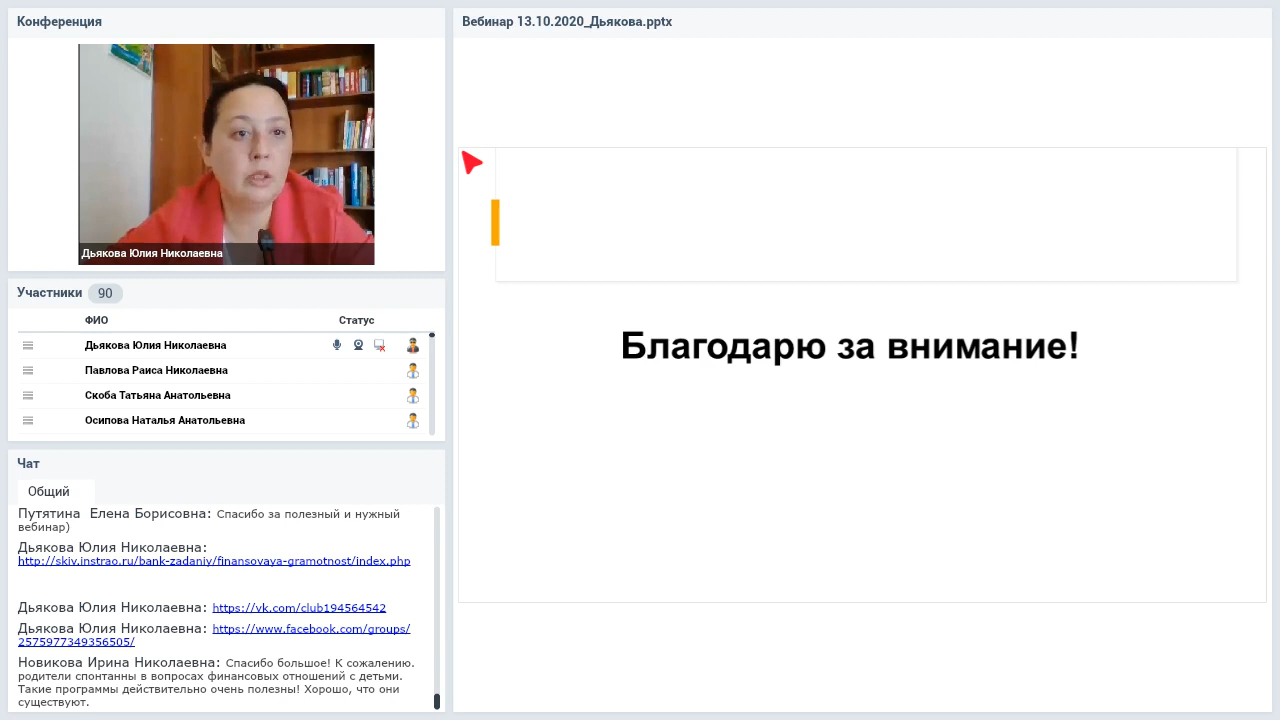 Конференция
Дьякова Юлия Николаевна
Участники 90
ФИО Статус
Дьякова Юлия Николаевна
Павлова Раиса Николаевна
Скоба Татьяна Анатольевна
Осипова Наталья Анатольевна
Чат
Общий
Путятина Елена Борисовна: Спасибо за полезный и нужный
вебинар)
Дьякова Юлия Николаевна:
http://skiv.instrao.ru/bank-zadaniy/finansovaya-gramotnost/index.php
Дьякова Юлия Николаевна: https://vk.com/club194564542
Дьякова Юлия Николаевна: https://www.facebook.com/groups/
2575977349356505/
Новикова Ирина Николаевна: Спасибо большое! К сожалению.
родители спонтанны в вопросах финансовых отношений с детьми.
Такие программы действительно очень полезны! Хорошо, что они
существуют.
Вебинар 13.10.2020_Дьякова.pptx
Благодарю за внимание!